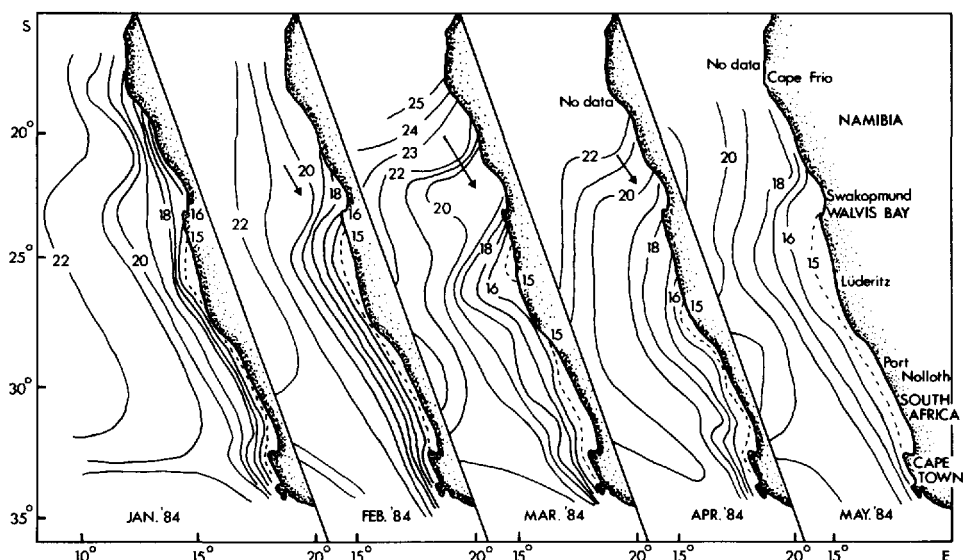 S
20°
25°
30°
35°
22
20
18
16
15
JAN. '84
22
20
18
16
15
FEB. '84
25
24
23
22
20
18
16
15
MAR. '84
No data
22
20
18
16
15
APR. '84
No data
Cape Frio
NAMIBIA
20
18
Swakopmund
WALVIS BAY
16
15
Lüderitz
Port
Nolloth
SOUTH
AFRICA
CAPE
TOWN
MAY. '84
10° 15° 20° 15° 20° 15° 20° 15° 20° 15° E